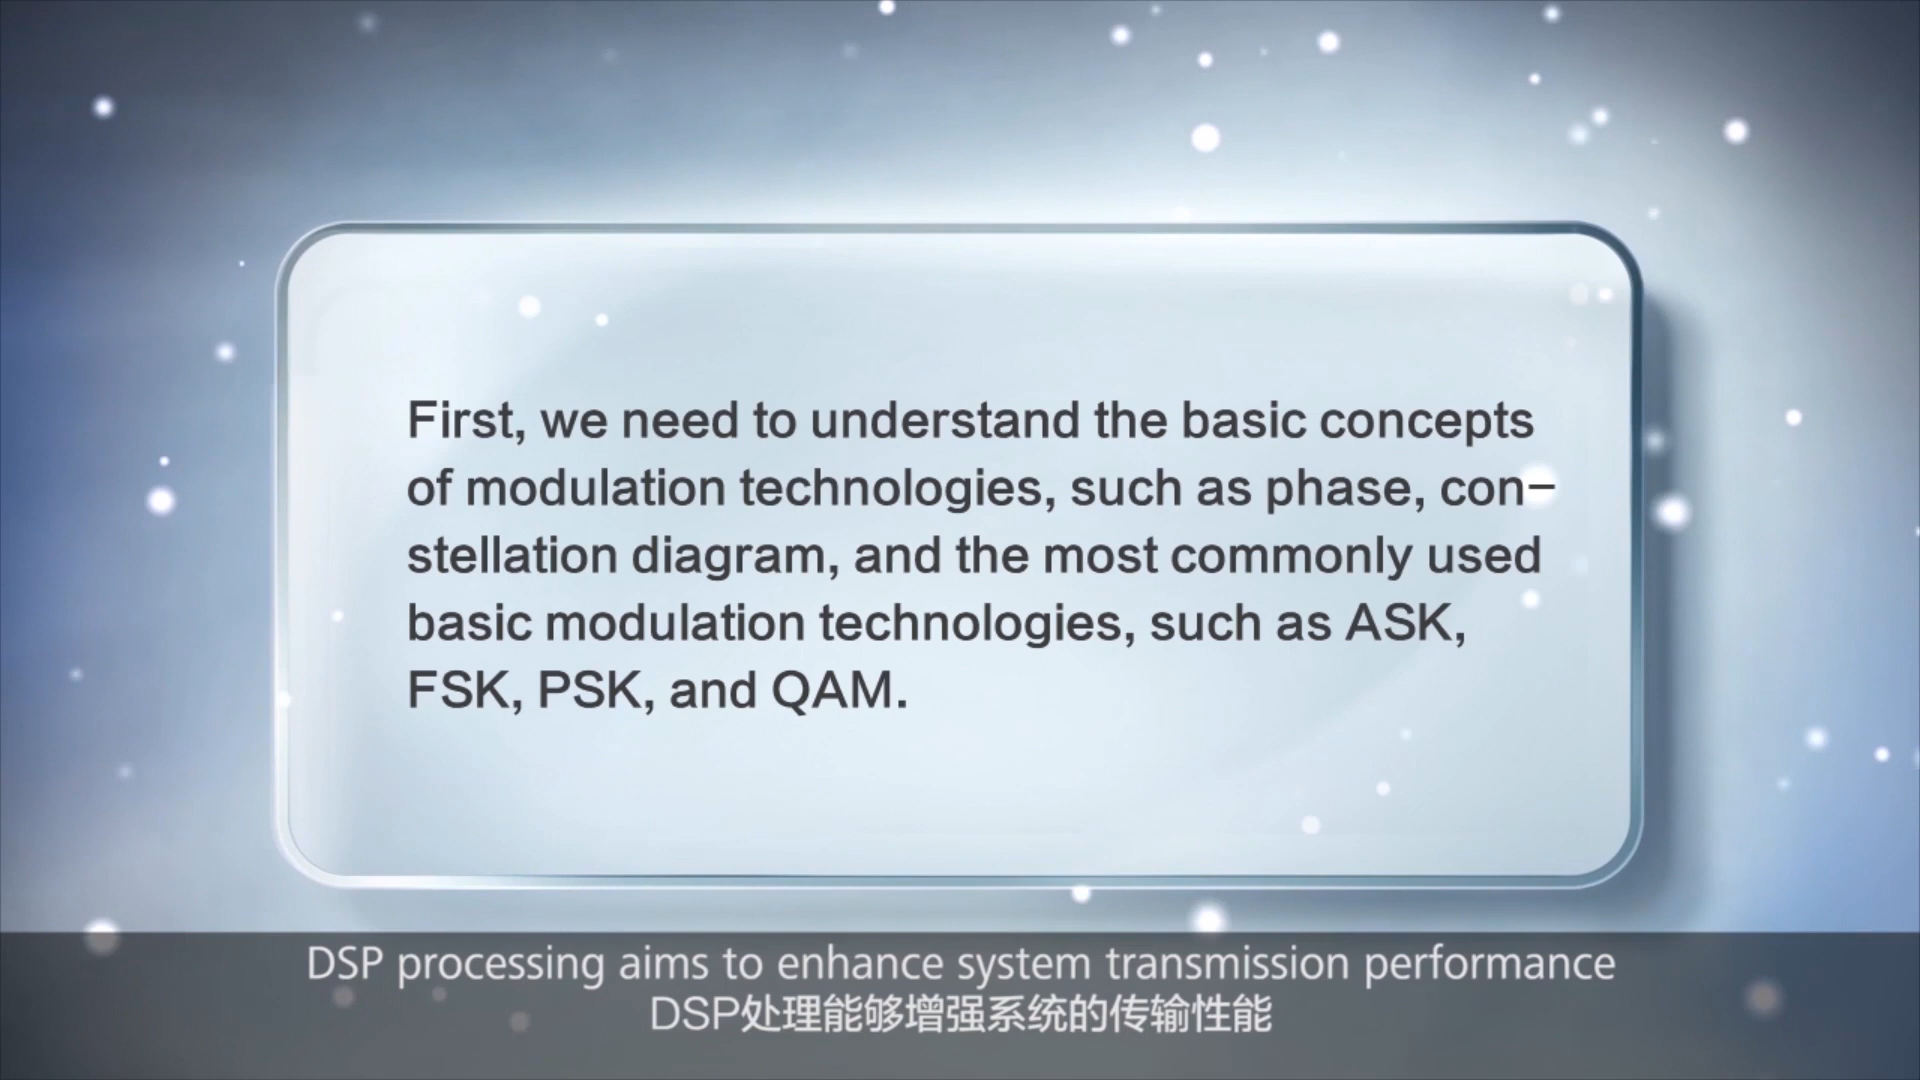 First, we need to understand the basic concepts
of modulation technologies, such as phase, con-
stellation diagram, and the most commonly used
basic modulation technologies, such as ASK,
FSK, PSK, and QAM.
DSP processing aims to enhance system transmission performance
DSP处理能够增强系统的传输性能